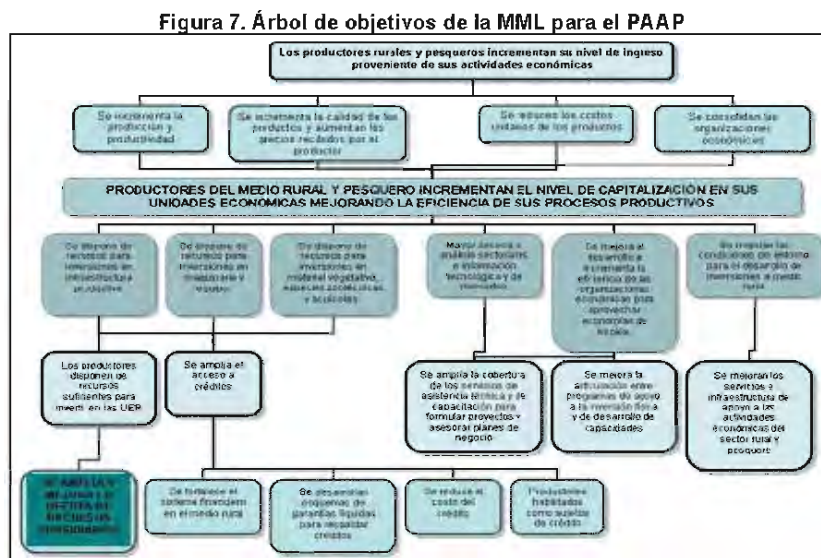 Figura 7. Árbol de objetivos de la MML para el PAAP
Los productores rurales y pesqueros incrementan su nivel de ingreso
proveniente de sus actividades económicas
Se incrementa la
producción y
productividad
Se incrementa la calidad de los
productos y aumentan los
precios recibidos por el
productor
Se reducen los costos
unitarios de los productos
Se consolidan las
organizaciones
económicas
PRODUCTORES DEL MEDIO RURAL Y PESQUERO INCREMENTAN EL NIVEL DE CAPITALIZACIÓN EN SUS
UNIDADES ECONOMICAS MEJORANDO LA EFICIENCIA DE SUS PROCESOS PRODUCTIVOS
Se dispone de
recursos para
inversiones en
infraestructura
productiva
Se dispone de
recursos para
inversiones en
maquinaria y
equipo
Se dispone de
recursos para
inversiones en
material vegetativo,
especies zootécnicas y
acuícolas
Mayor acceso a
análisis sectoriales
e información
tecnológica y de
mercados
Se mejora el
desarrollo e
incrementa la
eficiencia de las
organizaciones
económicas para
aprovechar
economías de
escala
Se mejoran las
condiciones de entorno
para el desarrollo de
inversiones
rural
Los productores
disponen de
recursos
suficientes para
invertir en las UER
Se amplia el
acceso a
créditos
Se amplía la cobertura
de los servicios de
asistencia técnica y de
capacitación para
formular proyectos y
asesorar planes de
negocio
Se mejora la
articulación entre
programas de apoyo
a la inversión física
y de desarrollo de
capacidades
Se mejoran los
servicios e
infraestructura de
apoyo a las
actividades
económicas del
sector rural y
pesquero
SE AMPLIA Y
MEJORA LA
OFERTA DE
RECURSOS
Se fortalece el
sistema financiero
en el medio rural
Se desarrollan
esquemas de
garantías líquidas
para respaldar
créditos
Se reduce el
costo del
crédito
Productores
habilitados
como sujetos
de crédito